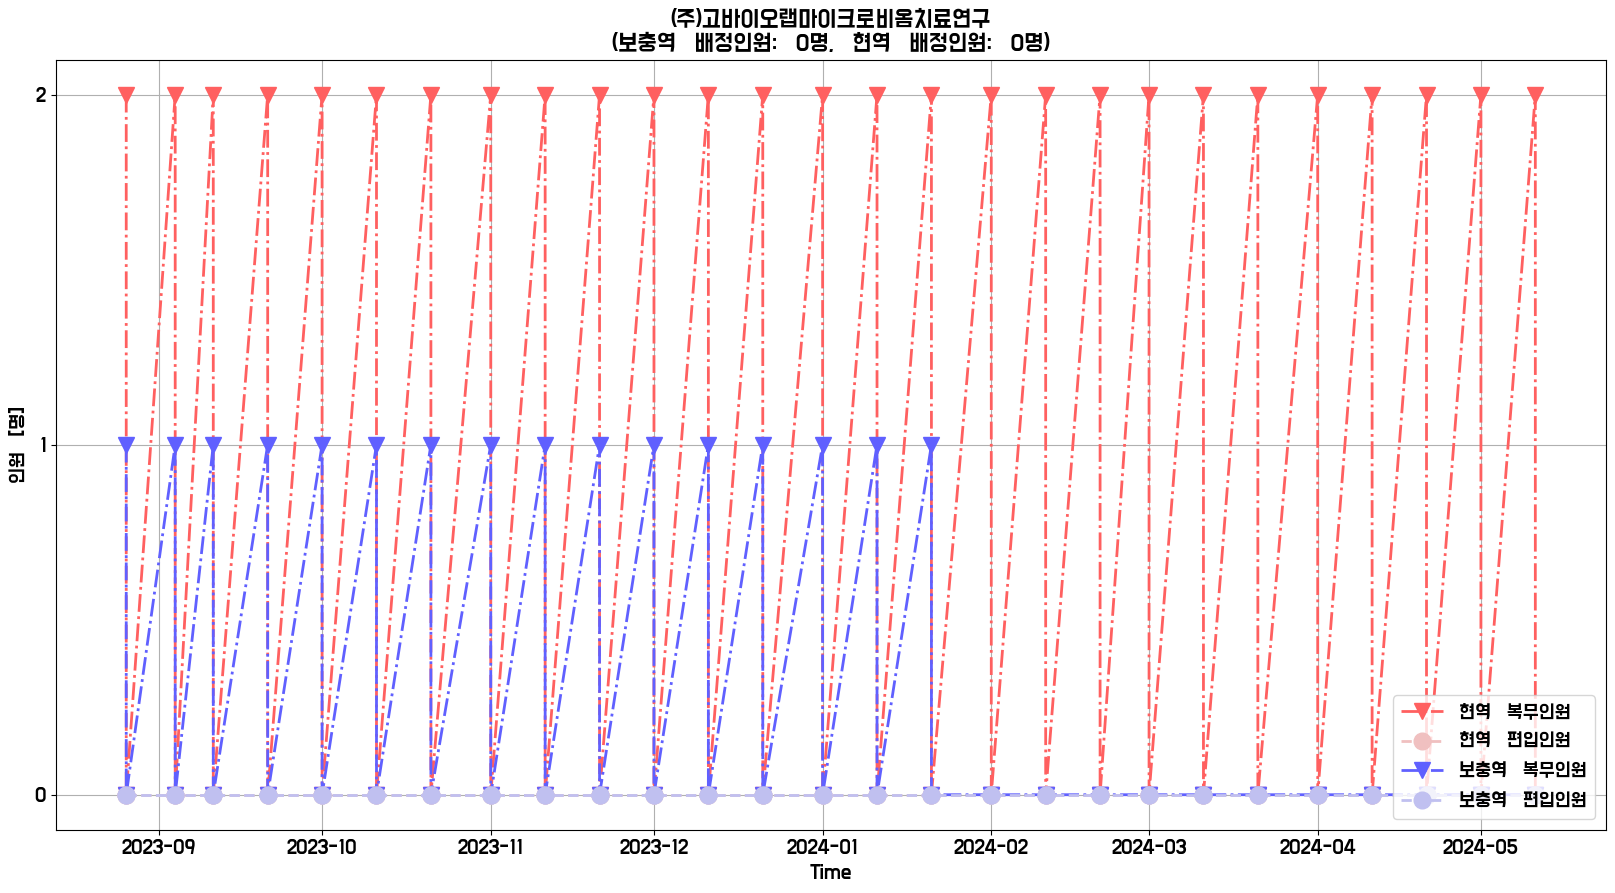 (주)고바이오랩마이크로비옴치료연구
(보충역 배정인원: 0명, 현역 배정인원: 0명)
인원 [명]
2
1
0
현역 복무인원
현역 편입인원
보충역 복무인원
보충역 편입인원
2023-09 2023-10 2023-11 2023-12 2024-01 2024-02 2024-03 2024-04 2024-05
Time